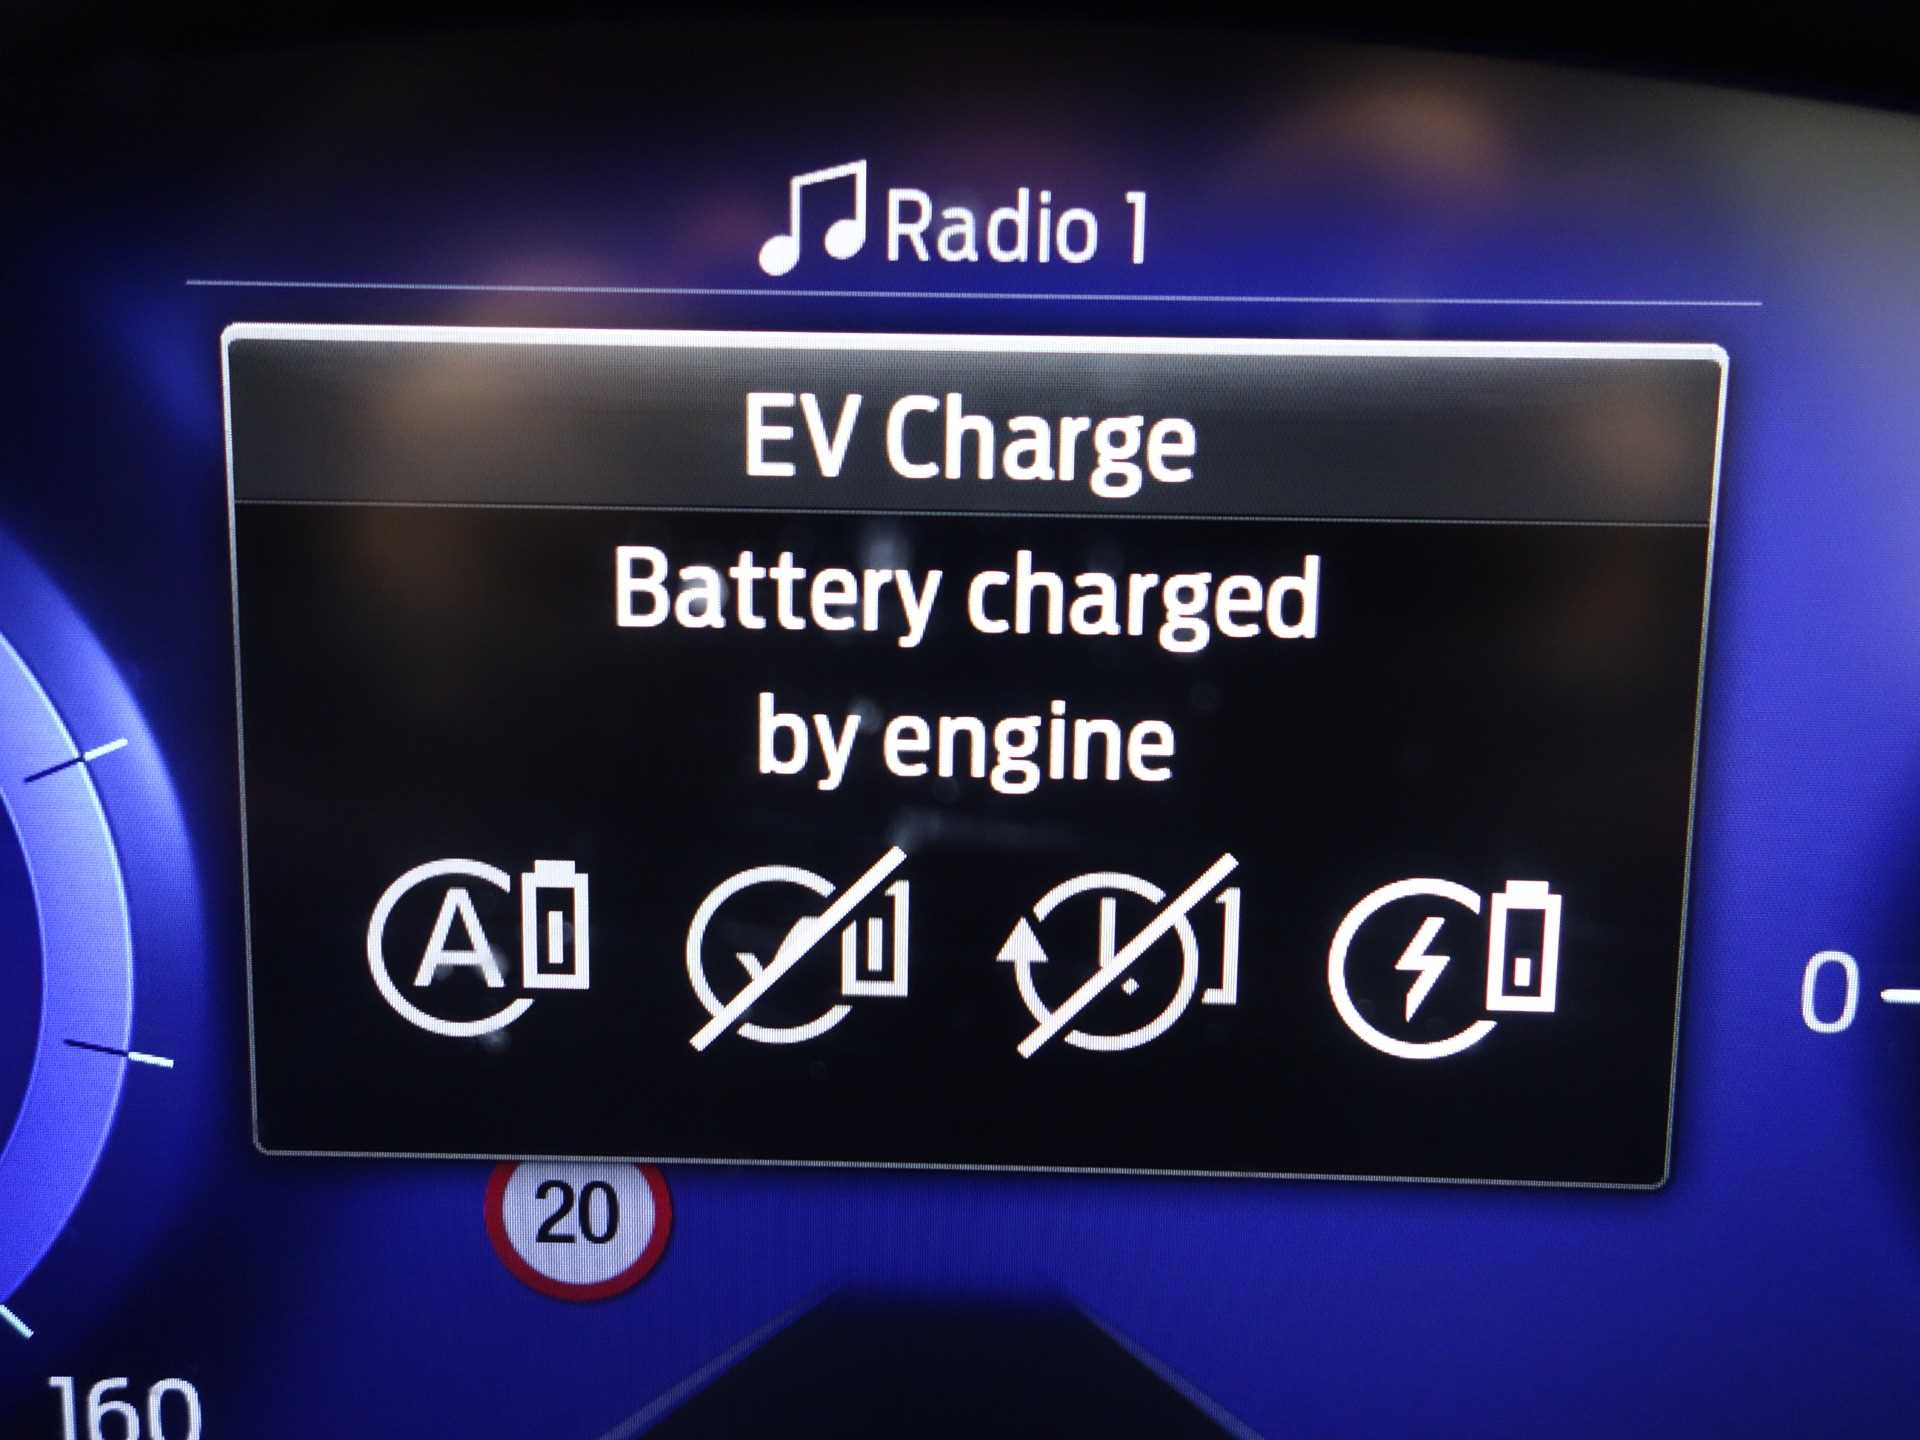 Radio 1
EV Charge
Battery charged
by engine
A
0
20
160